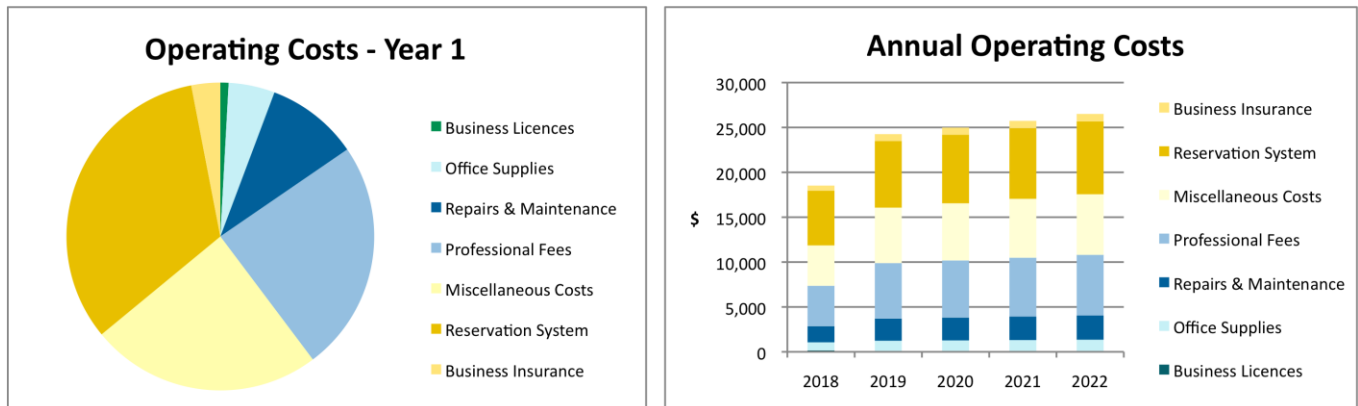 Operating Costs - Year 1
Business Licences
Office Supplies
Repairs & Maintenance
Professional Fees
Miscellaneous Costs
Reservation System
Business Insurance
Annual Operating Costs
30,000
25,000
20,000
15,000
10,000
5,000
0
$
2018 2019 2020 2021 2022
Business Insurance
Reservation System
Miscellaneous Costs
Professional Fees
Repairs & Maintenance
Office Supplies
Business Licences